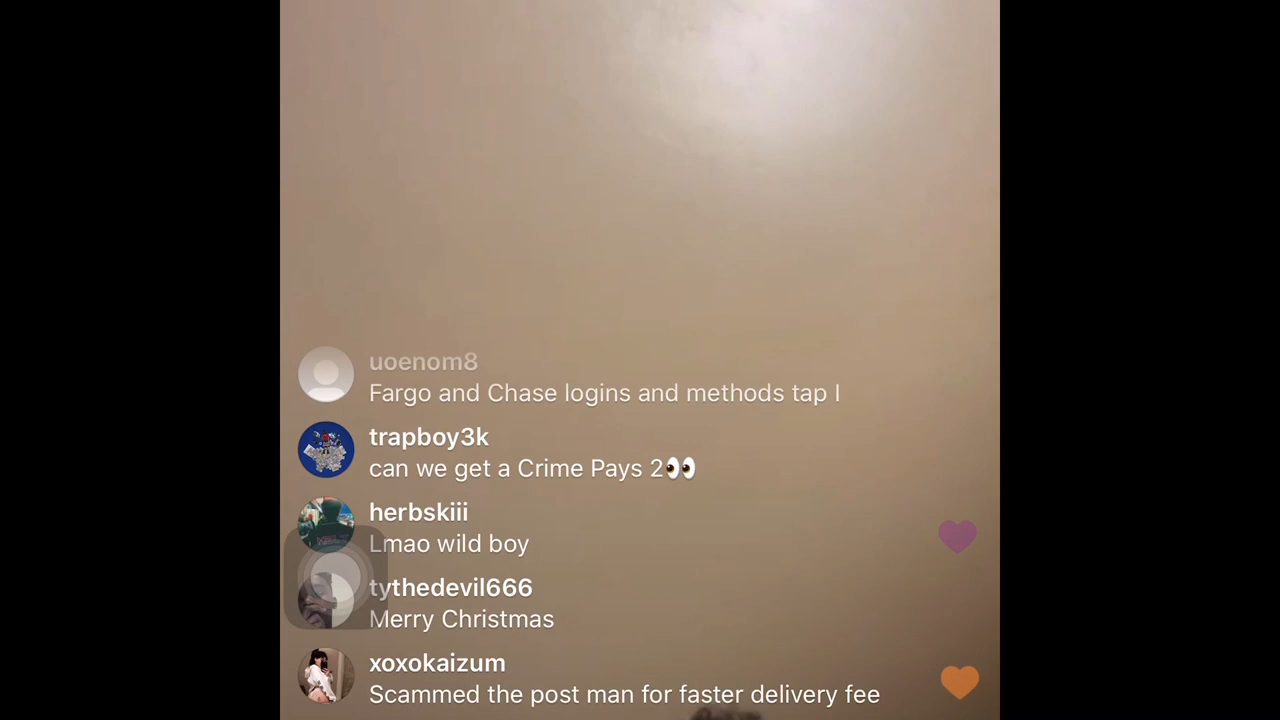 uoenom8
Fargo and Chase logins and methods tap I
trapboy3k
can we get a Crime Pays 2👀
herbskiii
Lmao wild boy
tythedevil666
Merry Christmas
xoxokaizum
Scammed the post man for faster delivery fee